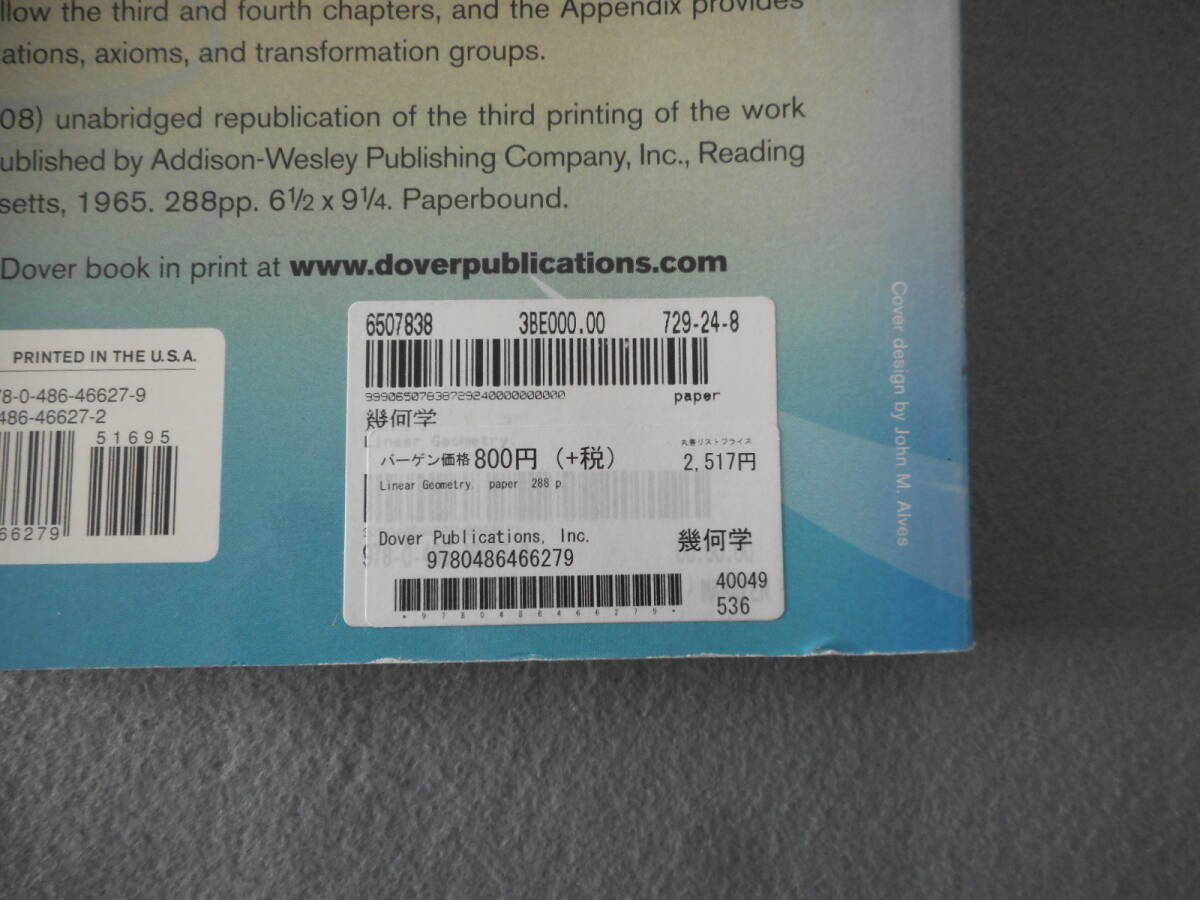 llow the third and fourth chapters, and the Appendix provides
ations, axioms, and transformation groups.
08) unabridged republication of the third printing of the work
ublished by Addison-Wesley Publishing Company, Inc., Reading
setts, 1965. 288pp. 6½ x 9¼. Paperbound.
Dover book in print at www.doverpublications.com
PRINTED IN THE U.S.A.
78-0-486-46627-9
486-46627-2
51695
66279
6507838 3BE000.00 729-24-8
9990650783872924000000000000
paper
幾何学
バーゲン価格 800円 (+税)
丸善リストプライス
2,517円
Linear Geometry. paper 288 p.
Dover Publications, Inc. 幾何学
9780486466279
*9780486466279*
40049
536
Cover design by John M. Alves